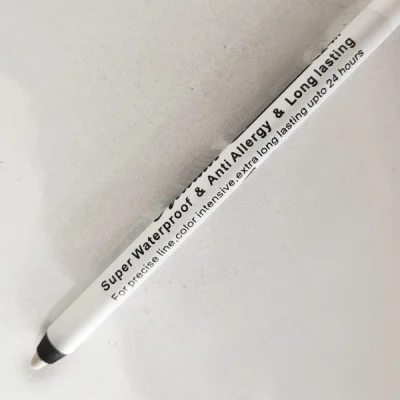 Super Waterproof & Anti Allergy & Long lasting
For precise line,color intensive,extra long lasting upto 24 hours